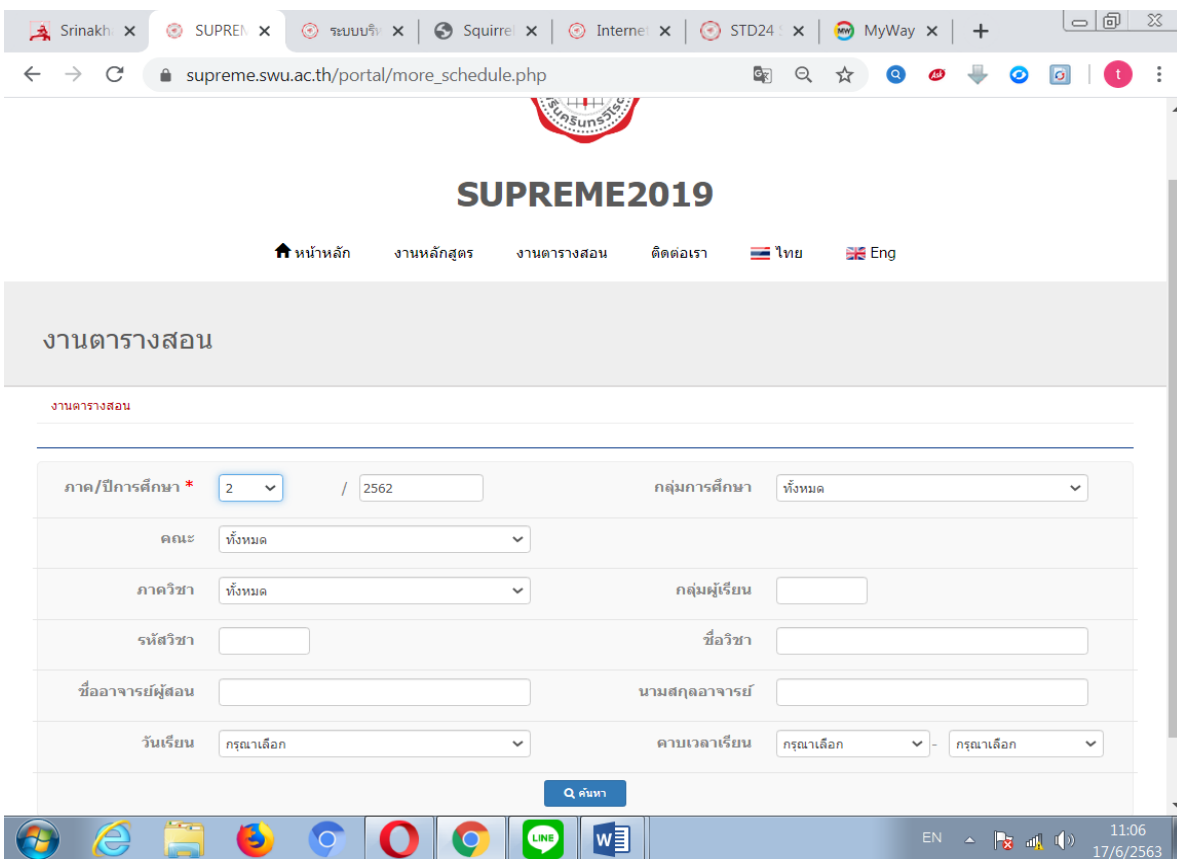 Srinakh
SUPREM
ระบบบริห
Squirrel
Internet
STD24
MyWay
supreme.swu.ac.th/portal/more_schedule.php
t
SUPREME2019
หน้าหลัก งานหลักสูตร งานตารางสอน ติดต่อเรา ไทย Eng
งานตารางสอน
งานตารางสอน
ภาค/ปีการศึกษา * 2 / 2562 กลุ่มการศึกษา ทั้งหมด
คณะ ทั้งหมด
ภาควิชา ทั้งหมด กลุ่มผู้เรียน
รหัสวิชา ชื่อวิชา
ชื่ออาจารย์ผู้สอน นามสกุลอาจารย์
วันเรียน กรุณาเลือก คาบเวลาเรียน กรุณาเลือก - กรุณาเลือก
ค้นหา
LINE
EN
11:06
17/6/2563